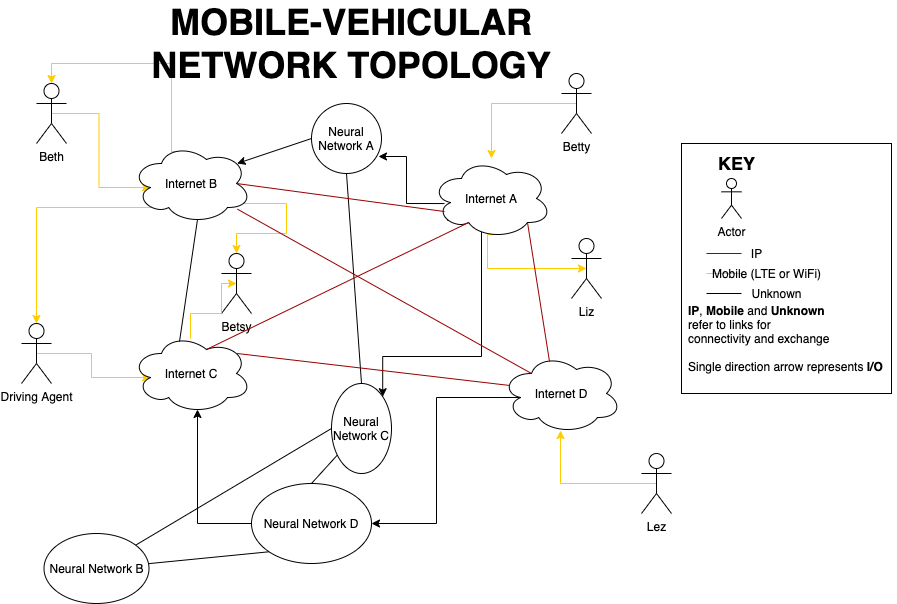 MOBILE-VEHICULAR
NETWORK TOPOLOGY
Beth
Betty
Neural
Network A
Internet B
Internet A
Betsy
Liz
Driving Agent
Internet C
Internet D
Neural
Network C
Lez
Neural Network D
Neural Network B
KEY
Actor
IP
Mobile (LTE or WiFi)
Unknown
IP, Mobile and Unknown
refer to links for
connectivity and exchange
Single direction arrow represents I/O